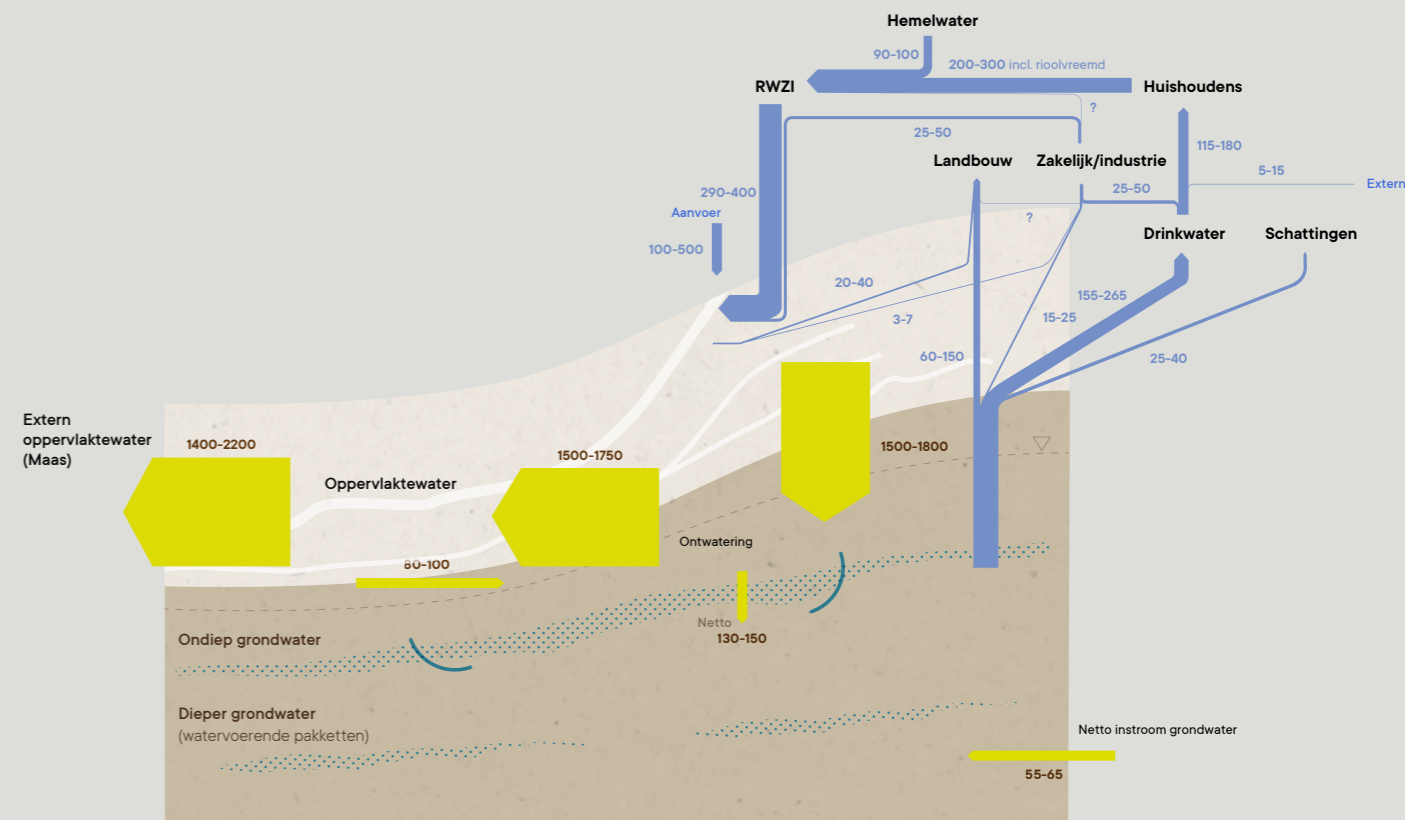 Hemelwater
90-100
200-300 incl. rioolvreemd
RWZI
Huishoudens
?
25-50
115-180
Landbouw
Zakelijk/industrie
5-15
290-400
25-50
Extern
Aanvoer
?
100-500
Drinkwater
Schattingen
20-40
155-265
3-7
15-25
60-150
25-40
Extern
oppervlaktewater
(Maas)
1400-2200
1500-1750
1500-1800
Oppervlaktewater
Ontwatering
80-100
Netto
130-150
Ondiep grondwater
Dieper grondwater
(watervoerende pakketten)
Netto instroom grondwater
55-65